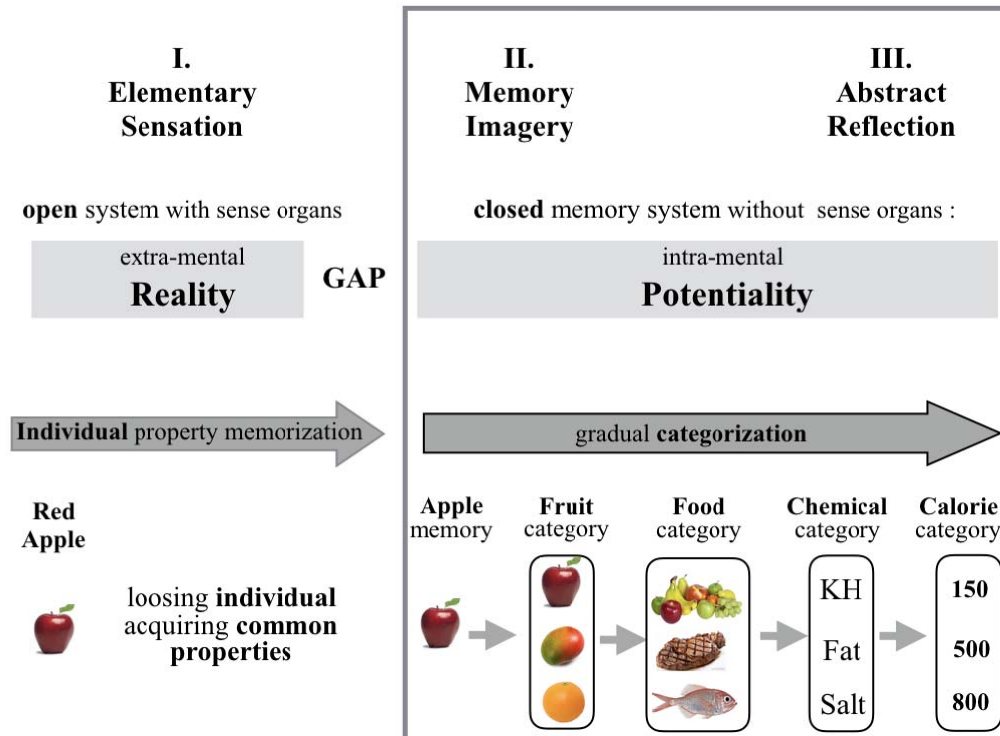 I.
Elementary
Sensation
II.
Memory
Imagery
III.
Abstract
Reflection
open system with sense organs
closed memory system without sense organs :
extra-mental
Reality
GAP
intra-mental
Potentiality
Individual property memorization
gradual categorization
Red
Apple
loosing individual
acquiring common
properties
Apple
memory
Fruit
category
Food
category
Chemical
category
Calorie
category
KH
Fat
Salt
150
500
800